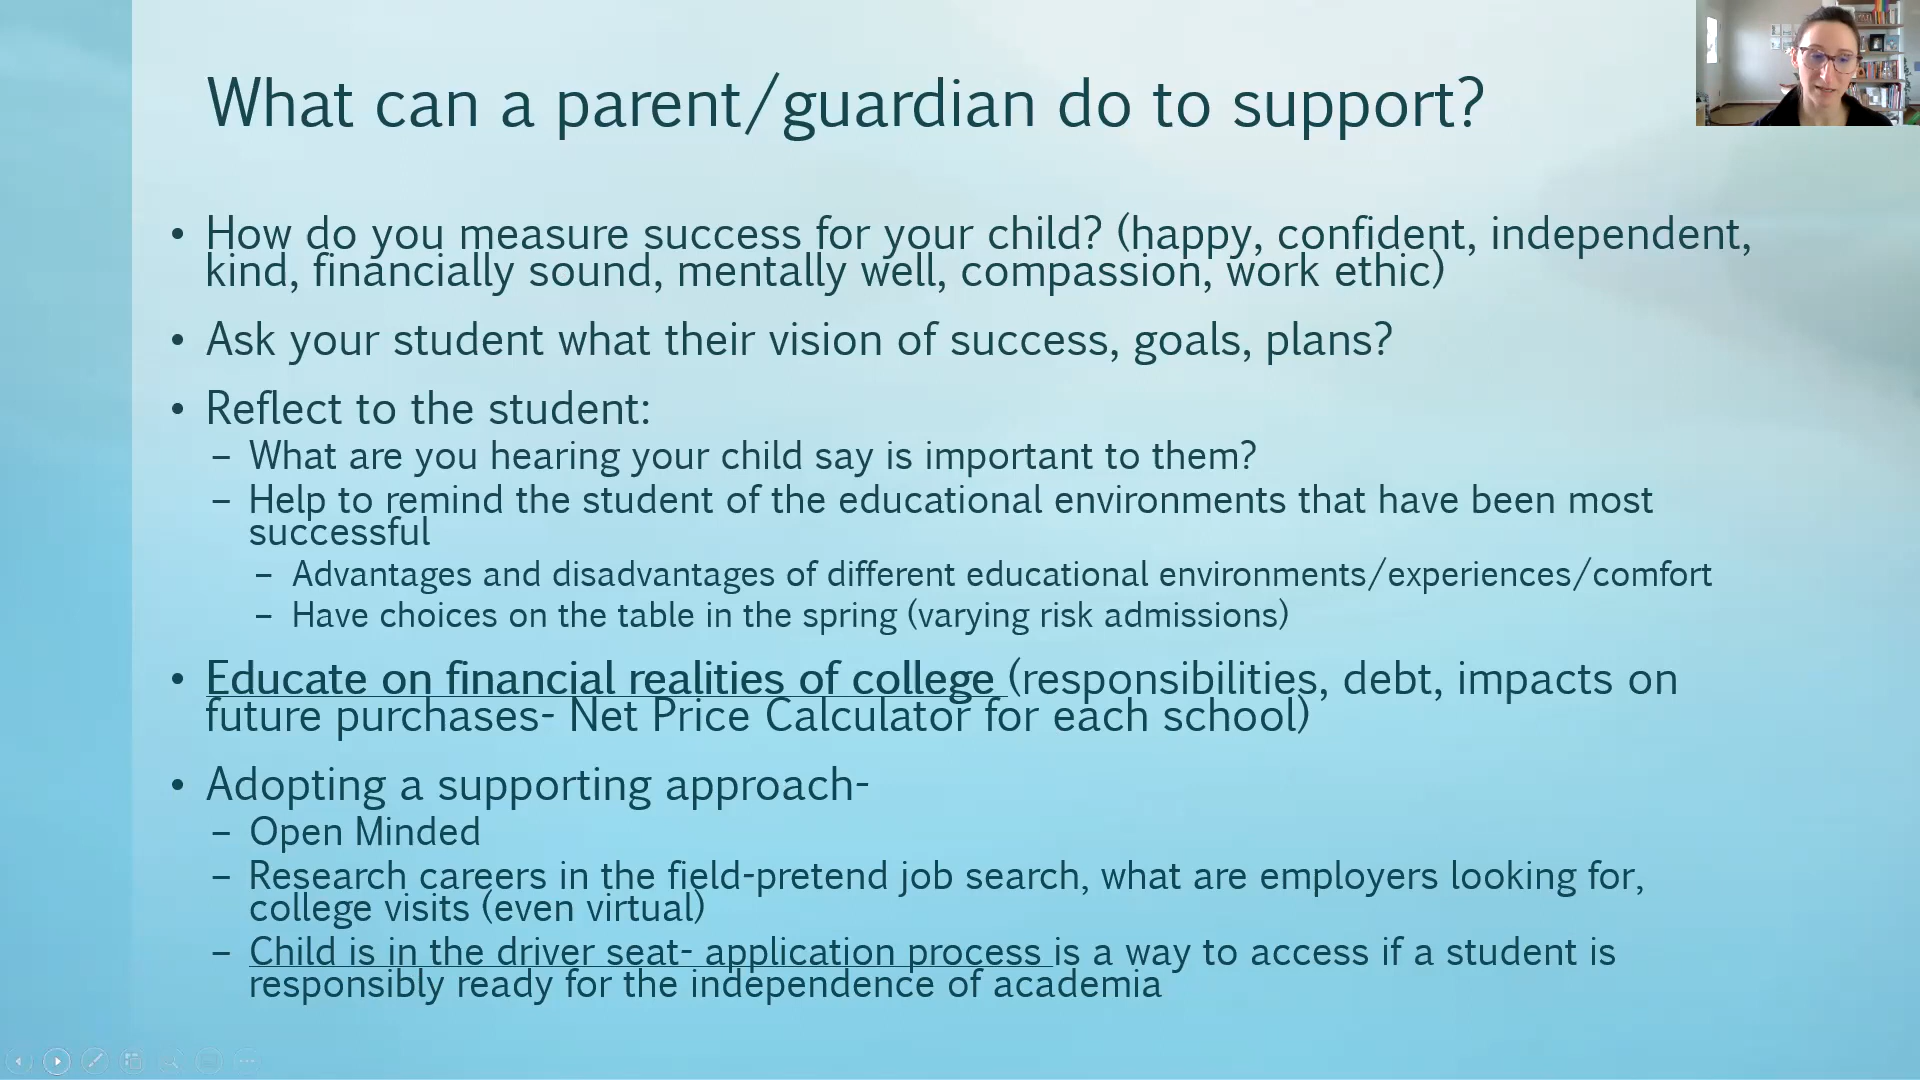 What can a parent/guardian do to support?
• How do you measure success for your child? (happy, confident, independent,
kind, financially sound, mentally well, compassion, work ethic)
• Ask your student what their vision of success, goals, plans?
• Reflect to the student:
– What are you hearing your child say is important to them?
– Help to remind the student of the educational environments that have been most
successful
– Advantages and disadvantages of different educational environments/experiences/comfort
– Have choices on the table in the spring (varying risk admissions)
• Educate on financial realities of college (responsibilities, debt, impacts on
future purchases- Net Price Calculator for each school)
• Adopting a supporting approach-
– Open Minded
– Research careers in the field-pretend job search, what are employers looking for,
college visits (even virtual)
– Child is in the driver seat- application process is a way to access if a student is
responsibly ready for the independence of academia